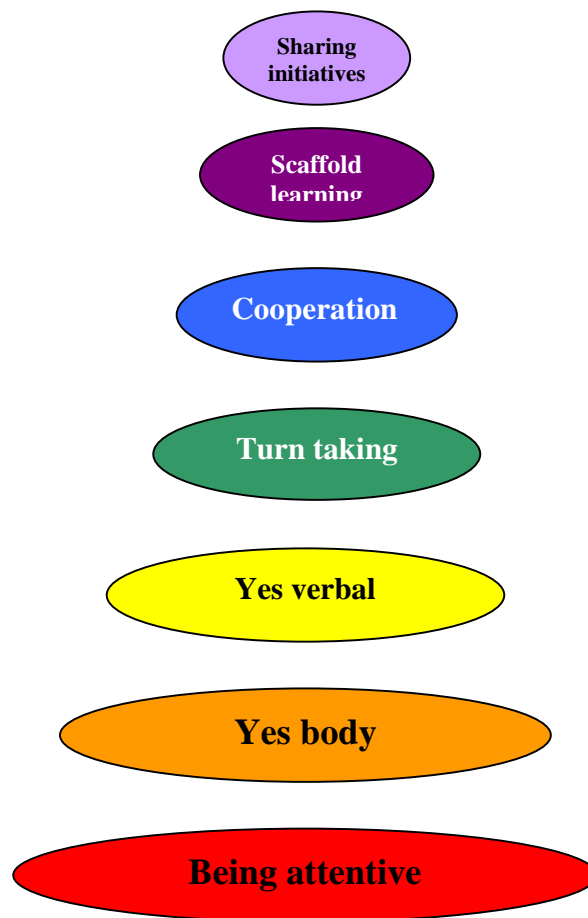 Sharing
initiatives
Scaffold
learning
Cooperation
Turn taking
Yes verbal
Yes body
Being attentive